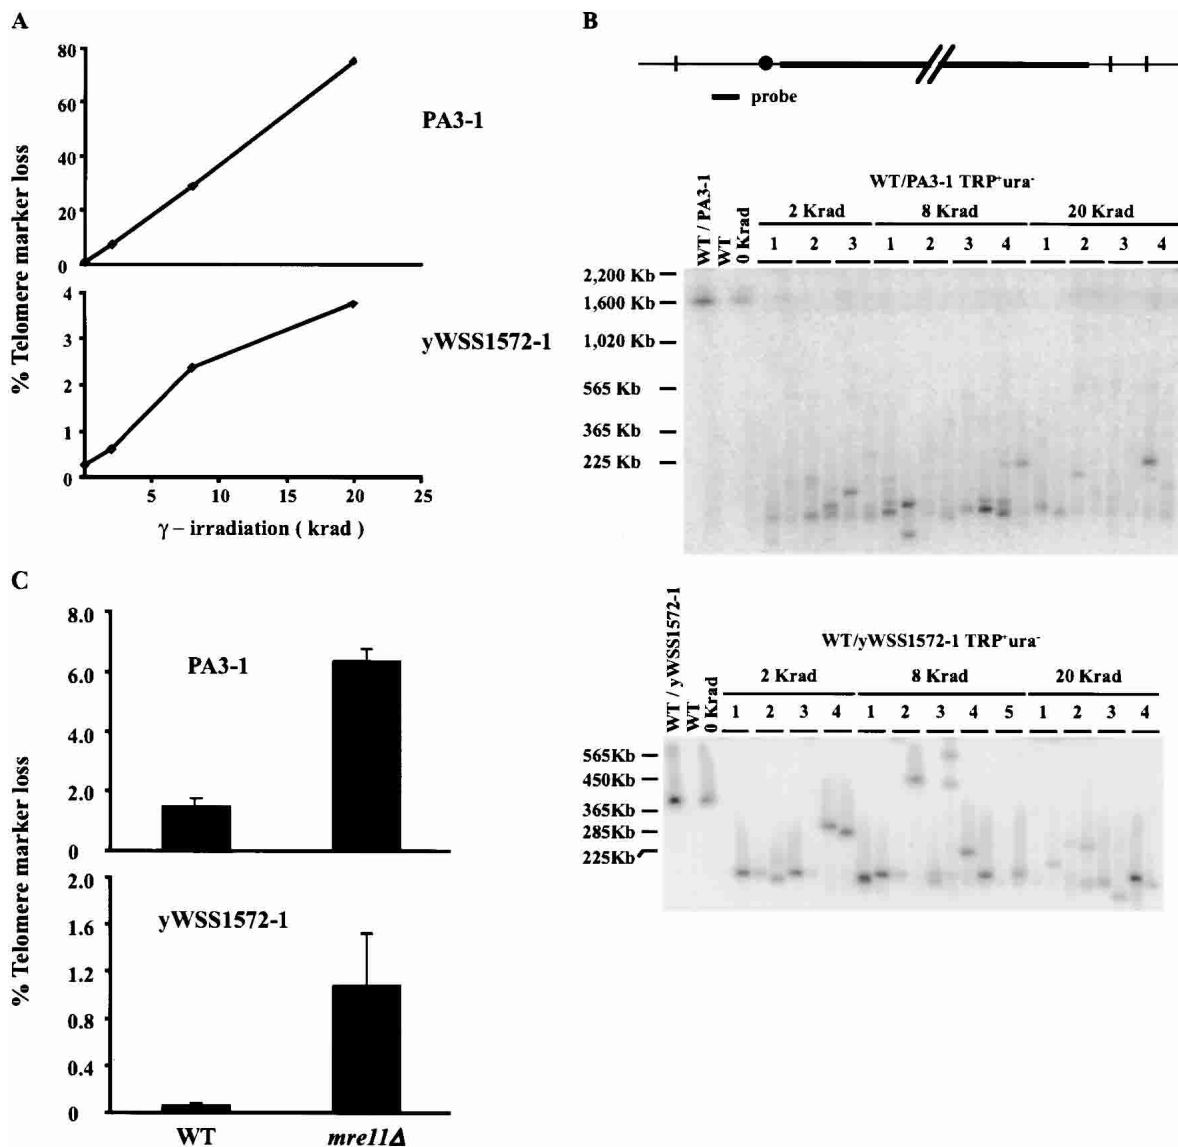 A
80
60
40
20
0
PA3-1
4
3
2
1
0
yWSS1572-1
% Telomere marker loss
5 10 15 20 25
γ – irradiation ( krad )
B
probe
WT/PA3-1 TRP⁺ura⁻
WT / PA3-1
WT
0 Krad
2 Krad 8 Krad 20 Krad
1 2 3 1 2 3 4 1 2 3 4
2,200 Kb
1,600 Kb
1,020 Kb
565 Kb
365 Kb
225 Kb
WT/yWSS1572-1 TRP⁺ura⁻
WT / yWSS1572-1
WT
0 Krad
2 Krad 8 Krad 20 Krad
1 2 3 4 1 2 3 4 5 1 2 3 4
565Kb
450Kb
365Kb
285Kb
225Kb
C
8.0
6.0
4.0
2.0
0
PA3-1
2.0
1.6
1.2
0.8
0.4
0
yWSS1572-1
% Telomere marker loss
WT mre11Δ